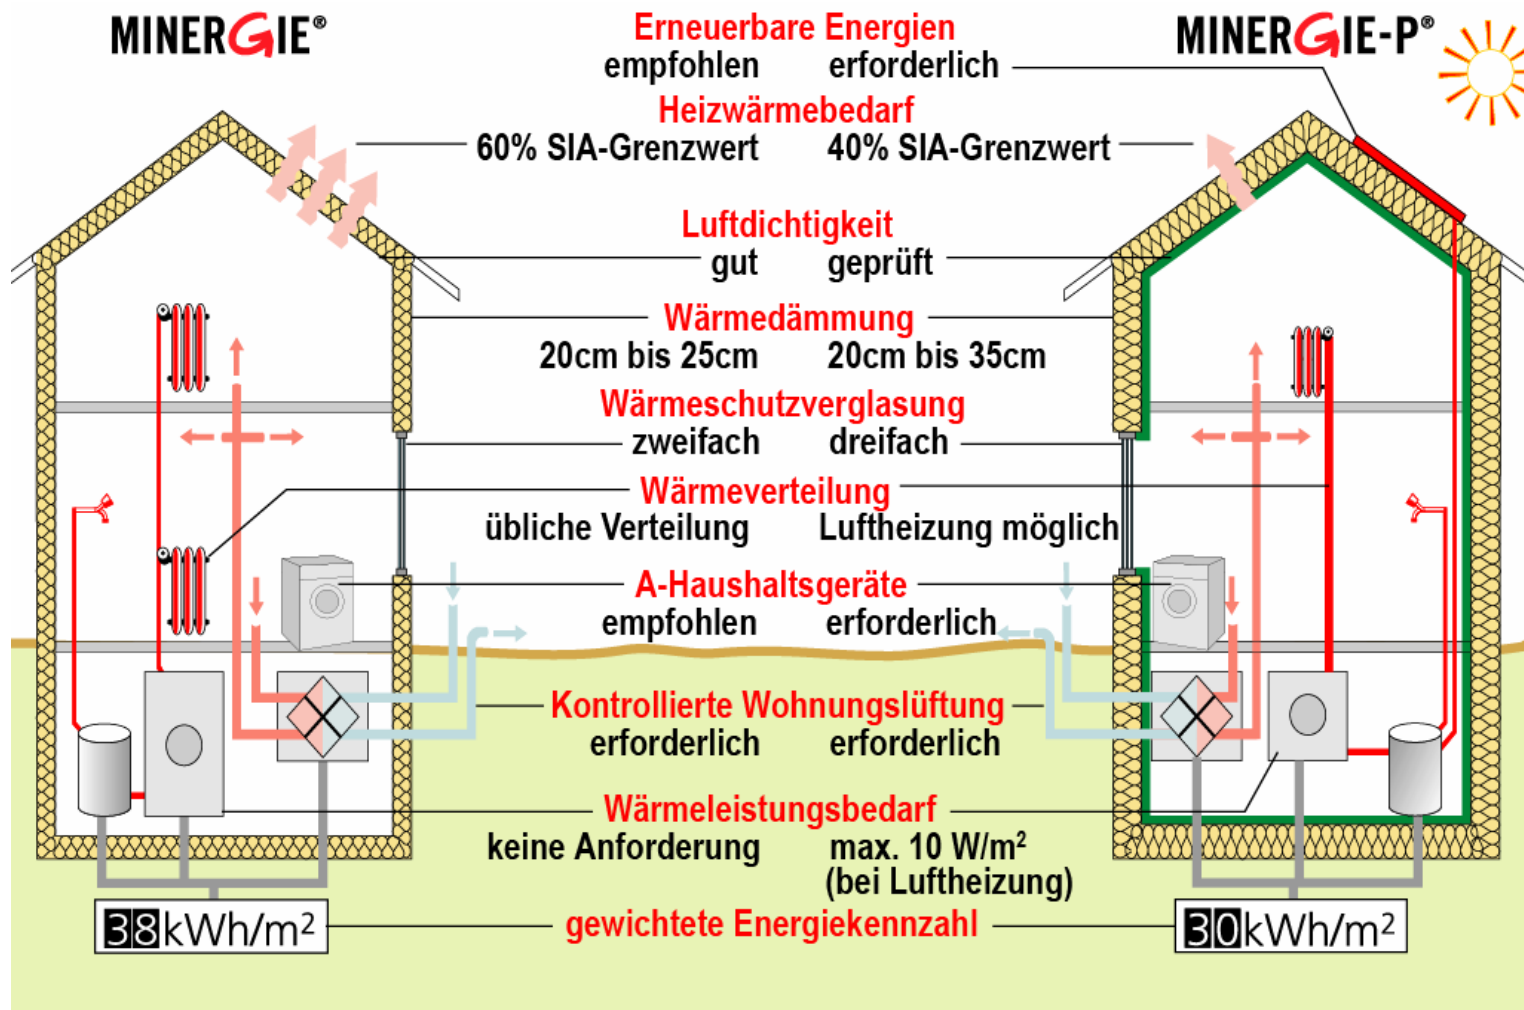 MINERGIE®
MINERGIE-P®
Erneuerbare Energien
empfohlen erforderlich
Heizwärmebedarf
60% SIA-Grenzwert 40% SIA-Grenzwert
Luftdichtigkeit
gut geprüft
Wärmedämmung
20cm bis 25cm 20cm bis 35cm
Wärmeschutzverglasung
zweifach dreifach
Wärmeverteilung
übliche Verteilung Luftheizung möglich
A-Haushaltsgeräte
empfohlen erforderlich
Kontrollierte Wohnungslüftung
erforderlich erforderlich
Wärmeleistungsbedarf
keine Anforderung max. 10 W/m²
(bei Luftheizung)
gewichtete Energiekennzahl
38kWh/m² 30kWh/m²